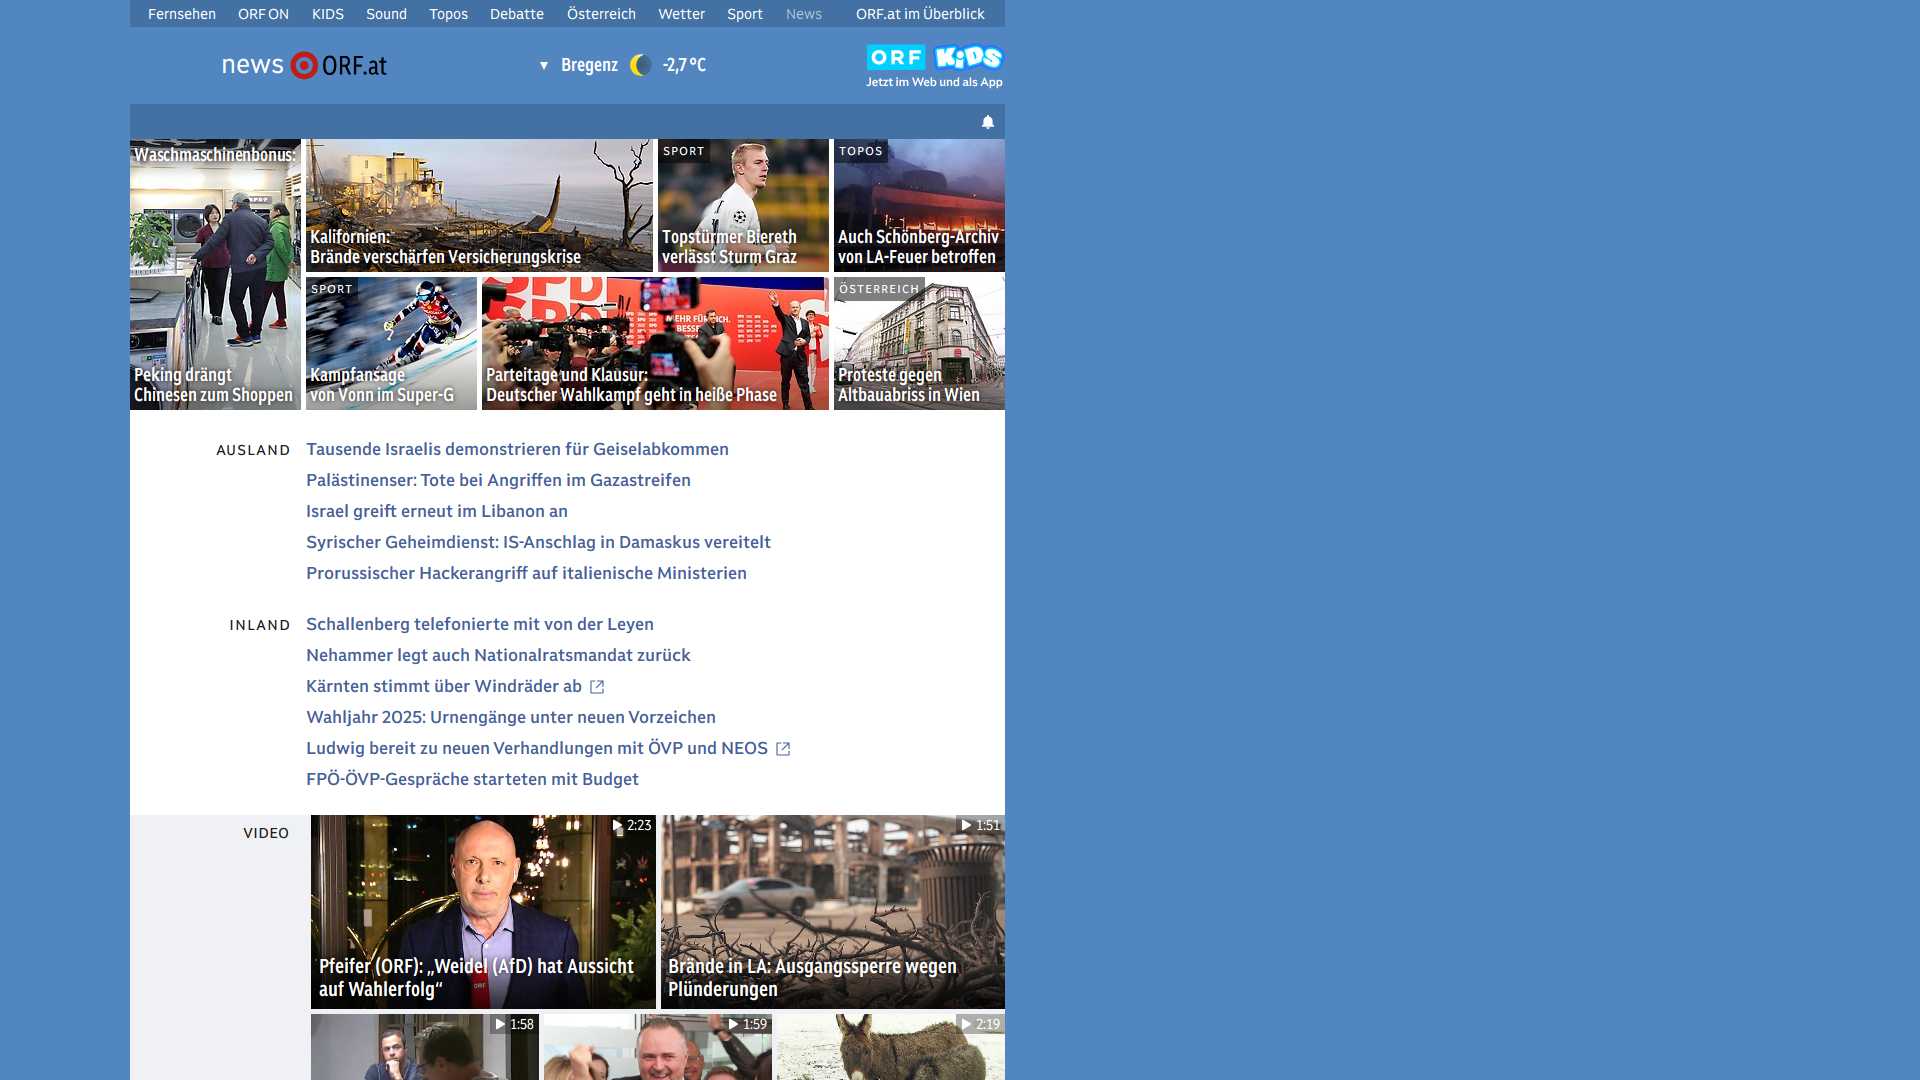 Fernsehen ORF ON KIDS Sound Topos Debatte Österreich Wetter Sport News ORF.at im Überblick
news ORF.at
Bregenz -2,7 °C
ORF KIDS
Jetzt im Web und als App
Waschmaschinenbonus:
Peking drängt
Chinesen zum Shoppen
Kalifornien:
Brände verschärfen Versicherungskrise
SPORT
Topstürmer Biereth
verlässt Sturm Graz
TOPOS
Auch Schönberg-Archiv
von LA-Feuer betroffen
SPORT
Kampfansage
von Vonn im Super-G
SPD
MEHR FÜR DICH.
BESSE
Parteitage und Klausur:
Deutscher Wahlkampf geht in heiße Phase
ÖSTERREICH
Proteste gegen
Altbauabriss in Wien
AUSLAND
Tausende Israelis demonstrieren für Geiselabkommen
Palästinenser: Tote bei Angriffen im Gazastreifen
Israel greift erneut im Libanon an
Syrischer Geheimdienst: IS-Anschlag in Damaskus vereitelt
Prorussischer Hackerangriff auf italienische Ministerien
INLAND
Schallenberg telefonierte mit von der Leyen
Nehammer legt auch Nationalratsmandat zurück
Kärnten stimmt über Windräder ab
Wahljahr 2025: Urnengänge unter neuen Vorzeichen
Ludwig bereit zu neuen Verhandlungen mit ÖVP und NEOS
FPÖ-ÖVP-Gespräche starteten mit Budget
VIDEO
2:23
ORF
Pfeifer (ORF): „Weidel (AfD) hat Aussicht
auf Wahlerfolg“
1:51
Brände in LA: Ausgangssperre wegen
Plünderungen
1:58
1:59
2:19